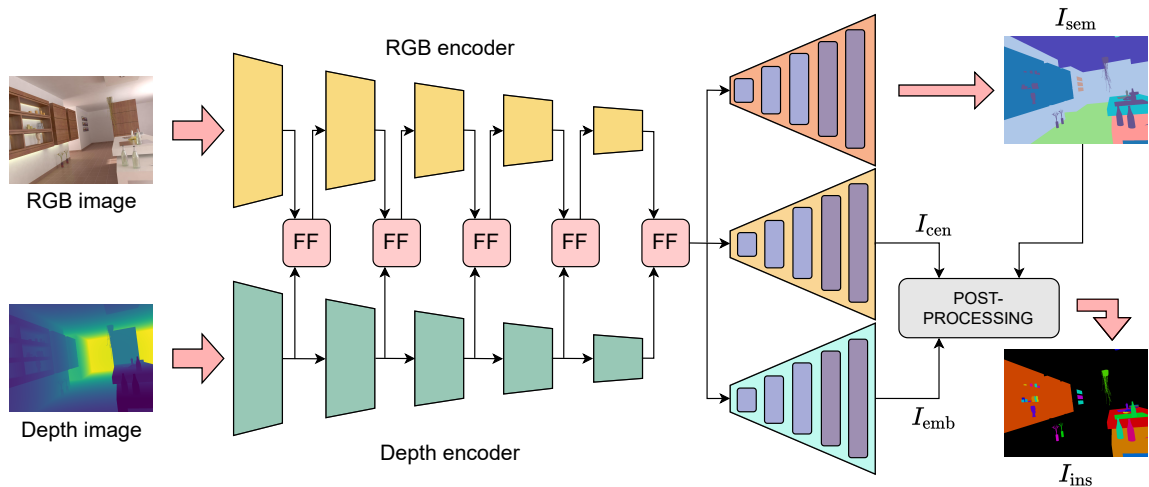 RGB encoder
I_sem
RGB image
FF
FF
FF
FF
FF
I_cen
POST-
PROCESSING
Depth image
I_emb
Depth encoder
I_ins